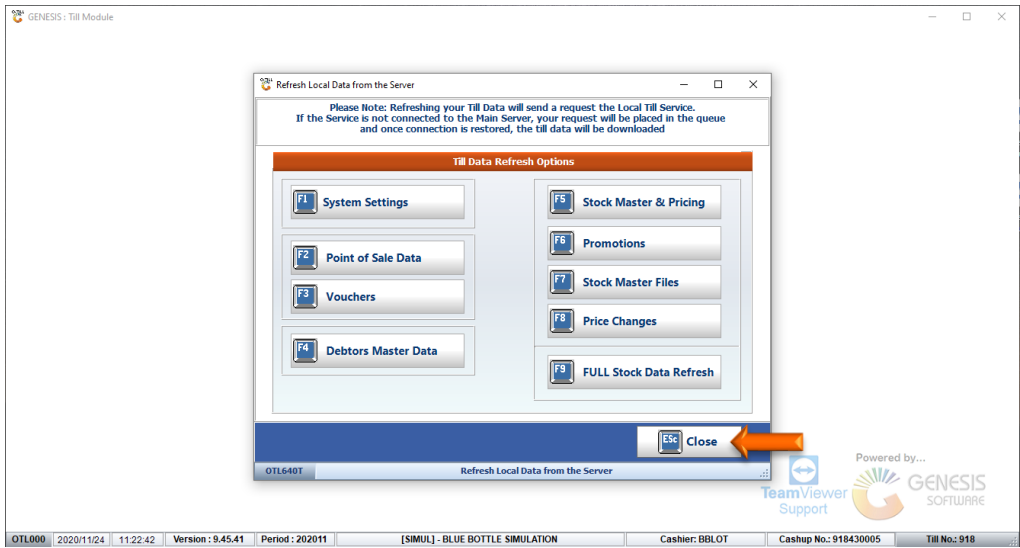 GENESIS : Till Module
Refresh Local Data from the Server
Please Note: Refreshing your Till Data will send a request the Local Till Service.
If the Service is not connected to the Main Server, your request will be placed in the queue
and once connection is restored, the till data will be downloaded
Till Data Refresh Options
F1 System Settings
F2 Point of Sale Data
F3 Vouchers
F4 Debtors Master Data
F5 Stock Master & Pricing
F6 Promotions
F7 Stock Master Files
F8 Price Changes
F9 FULL Stock Data Refresh
ESc Close
OTL640T Refresh Local Data from the Server
TeamViewer
Support
Powered by...
GENESIS
SOFTWARE
OTL000 2020/11/24 11:22:42 Version : 9.45.41 Period : 202011 [SIMUL] - BLUE BOTTLE SIMULATION Cashier: BBLOT Cashup No.: 918430005 Till No.: 918